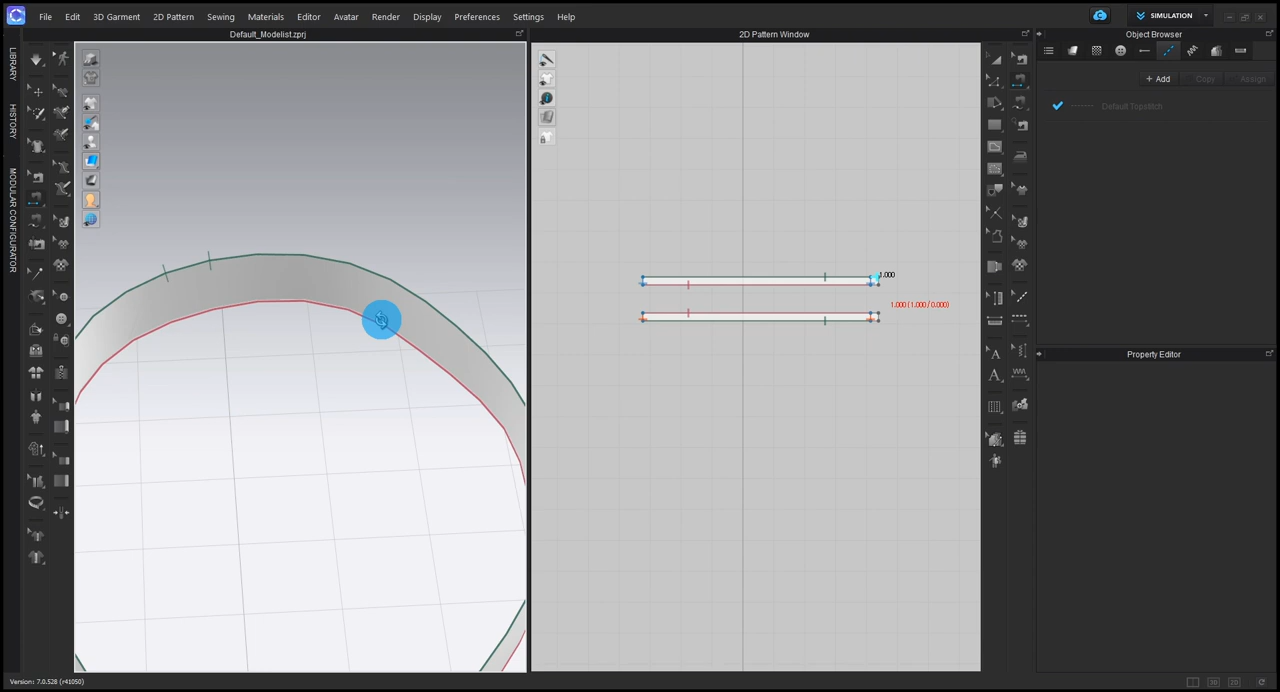 File Edit 3D Garment 2D Pattern Sewing Materials Editor Avatar Render Display Preferences Settings Help SIMULATION
Default_Modelist.zprj
2D Pattern Window
Object Browser
LIBRARY
HISTORY
MODULAR CONFIGURATOR
+ Add Copy Assign
Default Topstitch
1.000
1.000 (1.000 / 0.000)
Property Editor
Version: 7.0.528 (r41050)
3D 2D